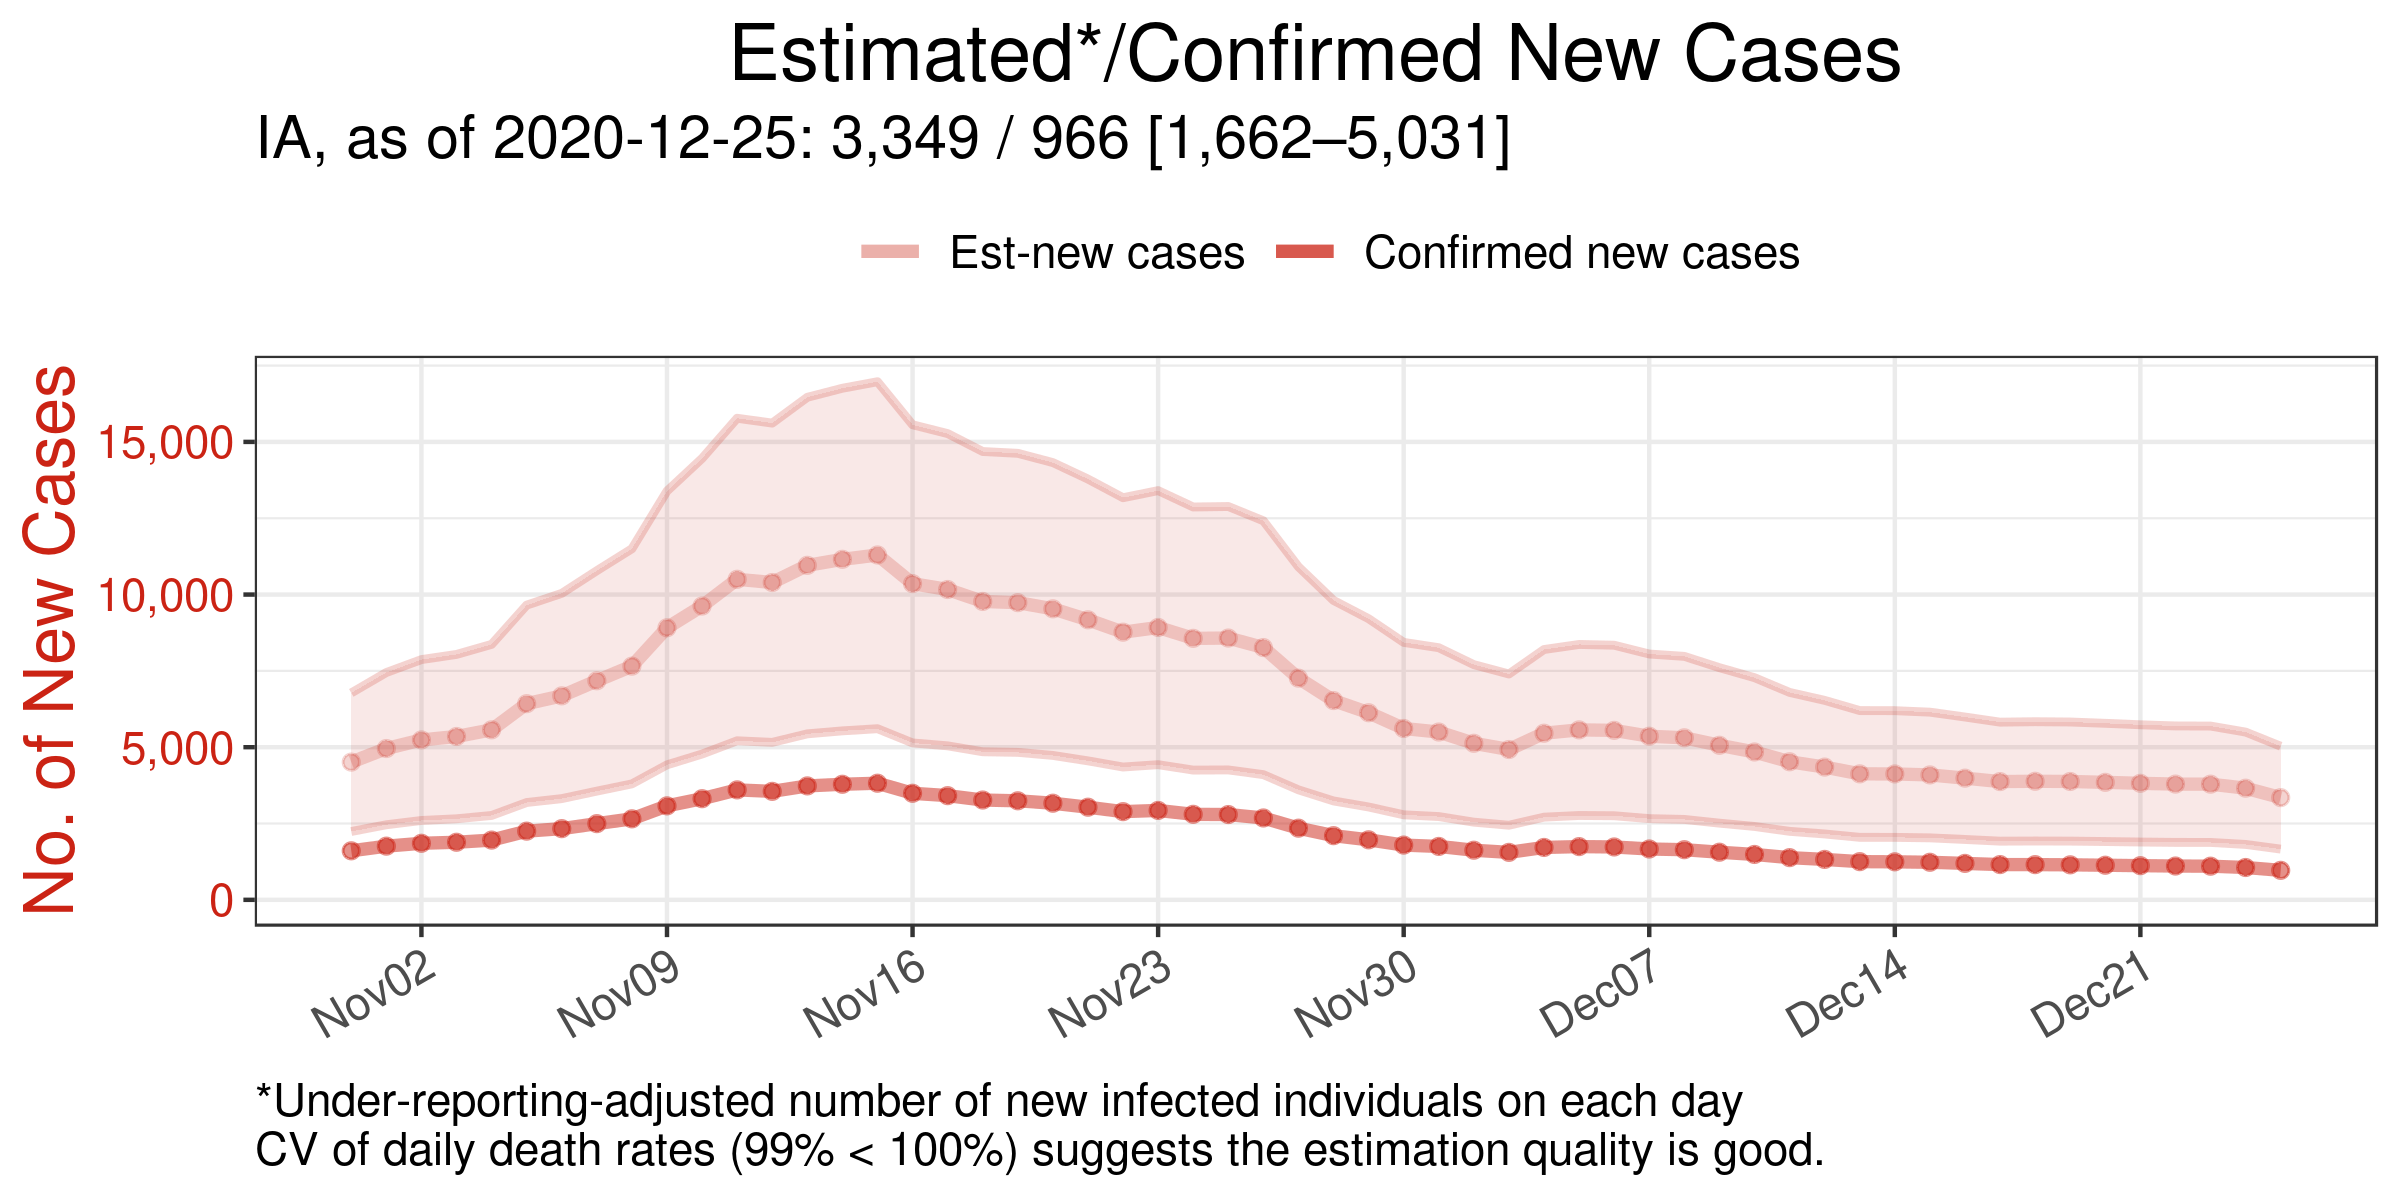 Estimated*/Confirmed New Cases
IA, as of 2020-12-25: 3,349 / 966 [1,662–5,031]
Est-new cases
Confirmed new cases
No. of New Cases
15,000
10,000
5,000
0
Nov02
Nov09
Nov16
Nov23
Nov30
Dec07
Dec14
Dec21
*Under-reporting-adjusted number of new infected individuals on each day
CV of daily death rates (99% < 100%) suggests the estimation quality is good.